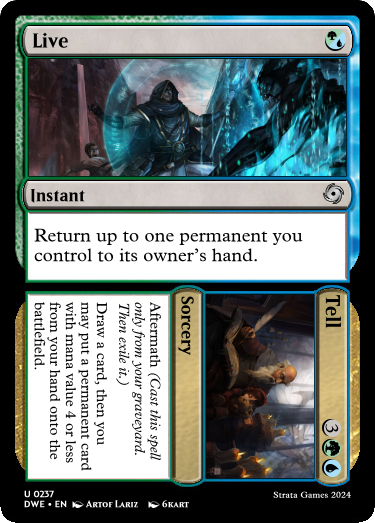 Live
Instant
Return up to one permanent you
control to its owner's hand.
Tell
3
Sorcery
Aftermath (Cast this spell
only from your graveyard.
Then exile it.)
Draw a card, then you
may put a permanent card
with mana value 4 or less
from your hand onto the
battlefield.
U 0237
DWE • EN Artof Lariz 6kart
Strata Games 2024